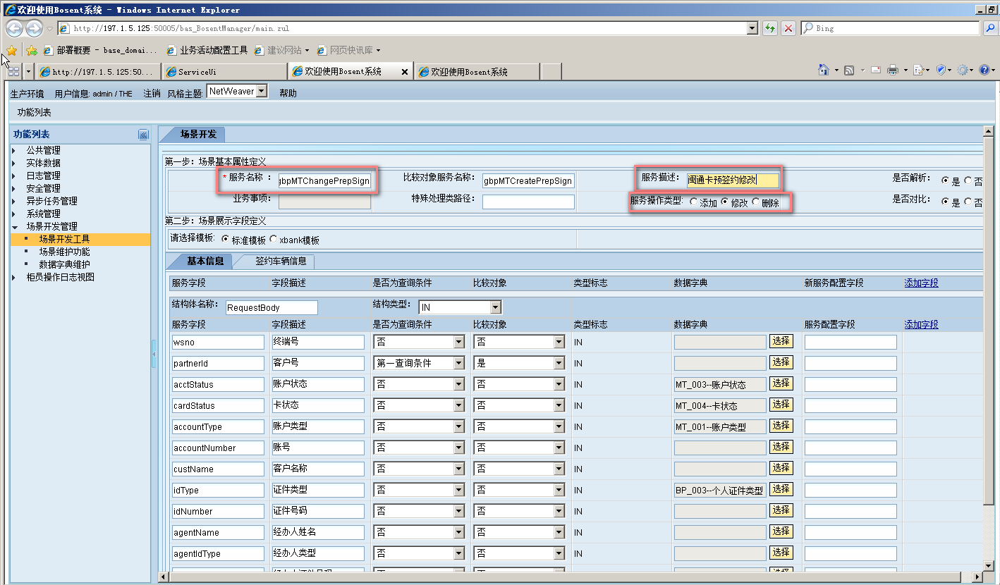 欢迎使用Bosent系统 - Windows Internet Explorer
http://197.1.5.125:50005/bas_BosentManager/main.zul
Bing
部署概要 - base_domai...
业务活动配置工具
建议网站
网页快讯库
http://197.1.5.125:50...
ServiceUi
欢迎使用Bosent系统
欢迎使用Bosent系统
生产环境 用户信息: admin / THE 注销 风格主题: NetWeaver 帮助
功能列表
功能列表
公共管理
实体数据
日志管理
安全管理
异步任务管理
系统管理
场景开发管理
场景开发工具
场景维护功能
数据字典维护
柜员操作日志视图
场景开发
第一步：场景基本属性定义
* 服务名称 ： gbpMTChangePrepSign 比较对象服务名称: gbpMTCreatePrepSign 服务描述: 闽通卡预签约修改 是否解析: 是 否
业务事项: 特殊处理类路径: 服务操作类型: 添加 修改 删除 是否对比: 是 否
第二步：场景展示字段定义
请选择模板: 标准模板 xbank模板
基本信息 签约车辆信息
服务字段 字段描述 是否为查询条件 比较对象 类型标志 数据字典 新服务配置字段 添加字段
结构体名称: RequestBody 结构类型: IN
服务字段 字段描述 是否为查询条件 比较对象 类型标志 数据字典 服务配置字段 添加字段
wsno 终端号 否 否 IN 选择
partnerId 客户号 第一查询条件 是 IN 选择
acctStatus 账户状态 否 否 IN MT_003--账户状态 选择
cardStatus 卡状态 否 否 IN MT_004--卡状态 选择
accountType 账户类型 否 否 IN MT_001--账户类型 选择
accountNumber 账号 否 否 IN 选择
custName 客户名称 否 否 IN 选择
idType 证件类型 否 否 IN BP_003--个人证件类型 选择
idNumber 证件号码 否 否 IN 选择
agentName 经办人姓名 否 否 IN 选择
agentIdType 经办人类型 否 否 IN 选择